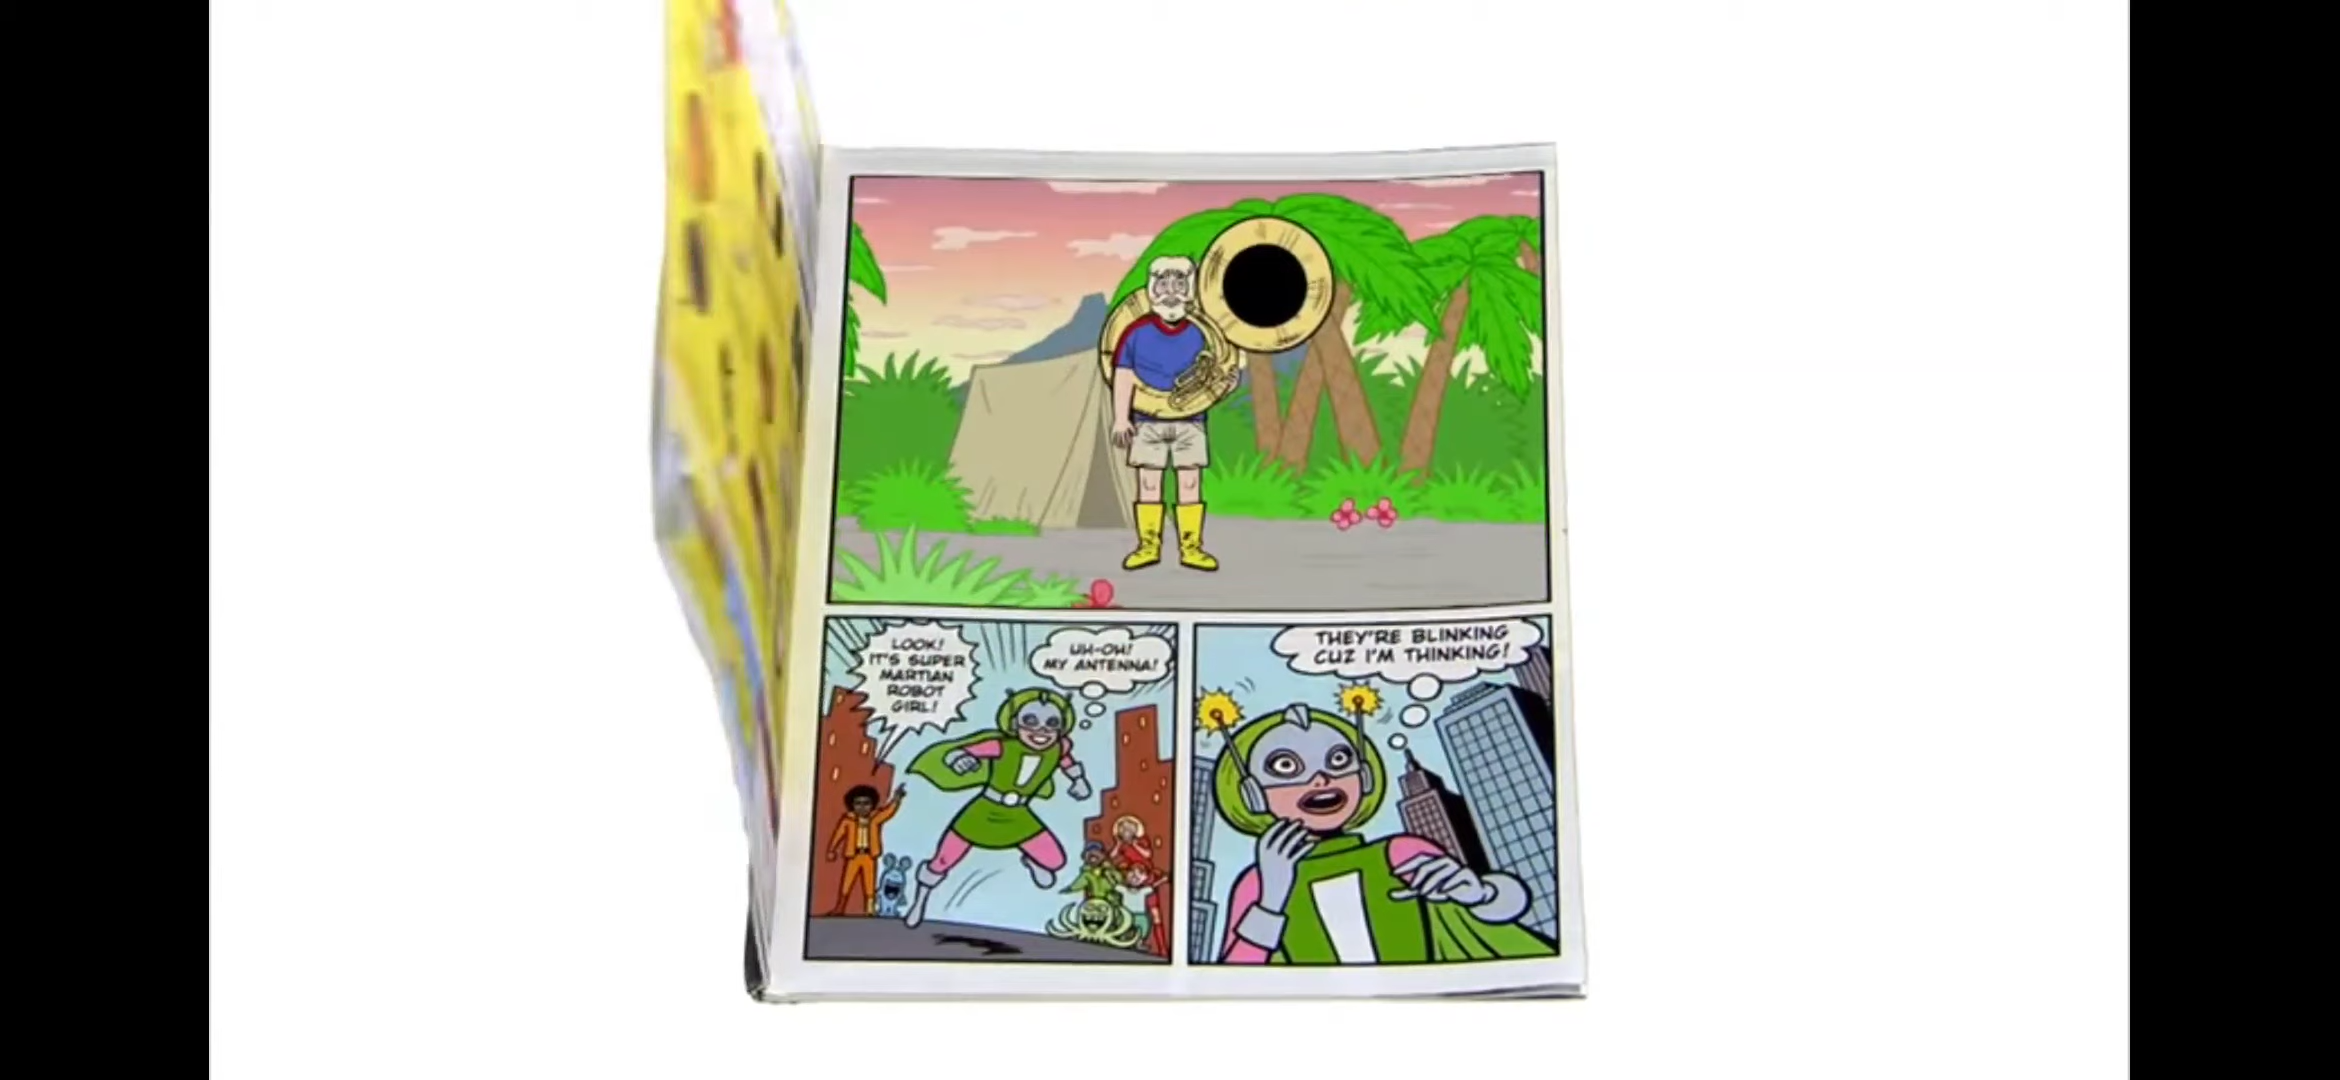 LOOK!
IT'S SUPER
MARTIAN
ROBOT
GIRL!
UH-OH!
MY ANTENNA!
THEY'RE BLINKING
CUZ I'M THINKING!